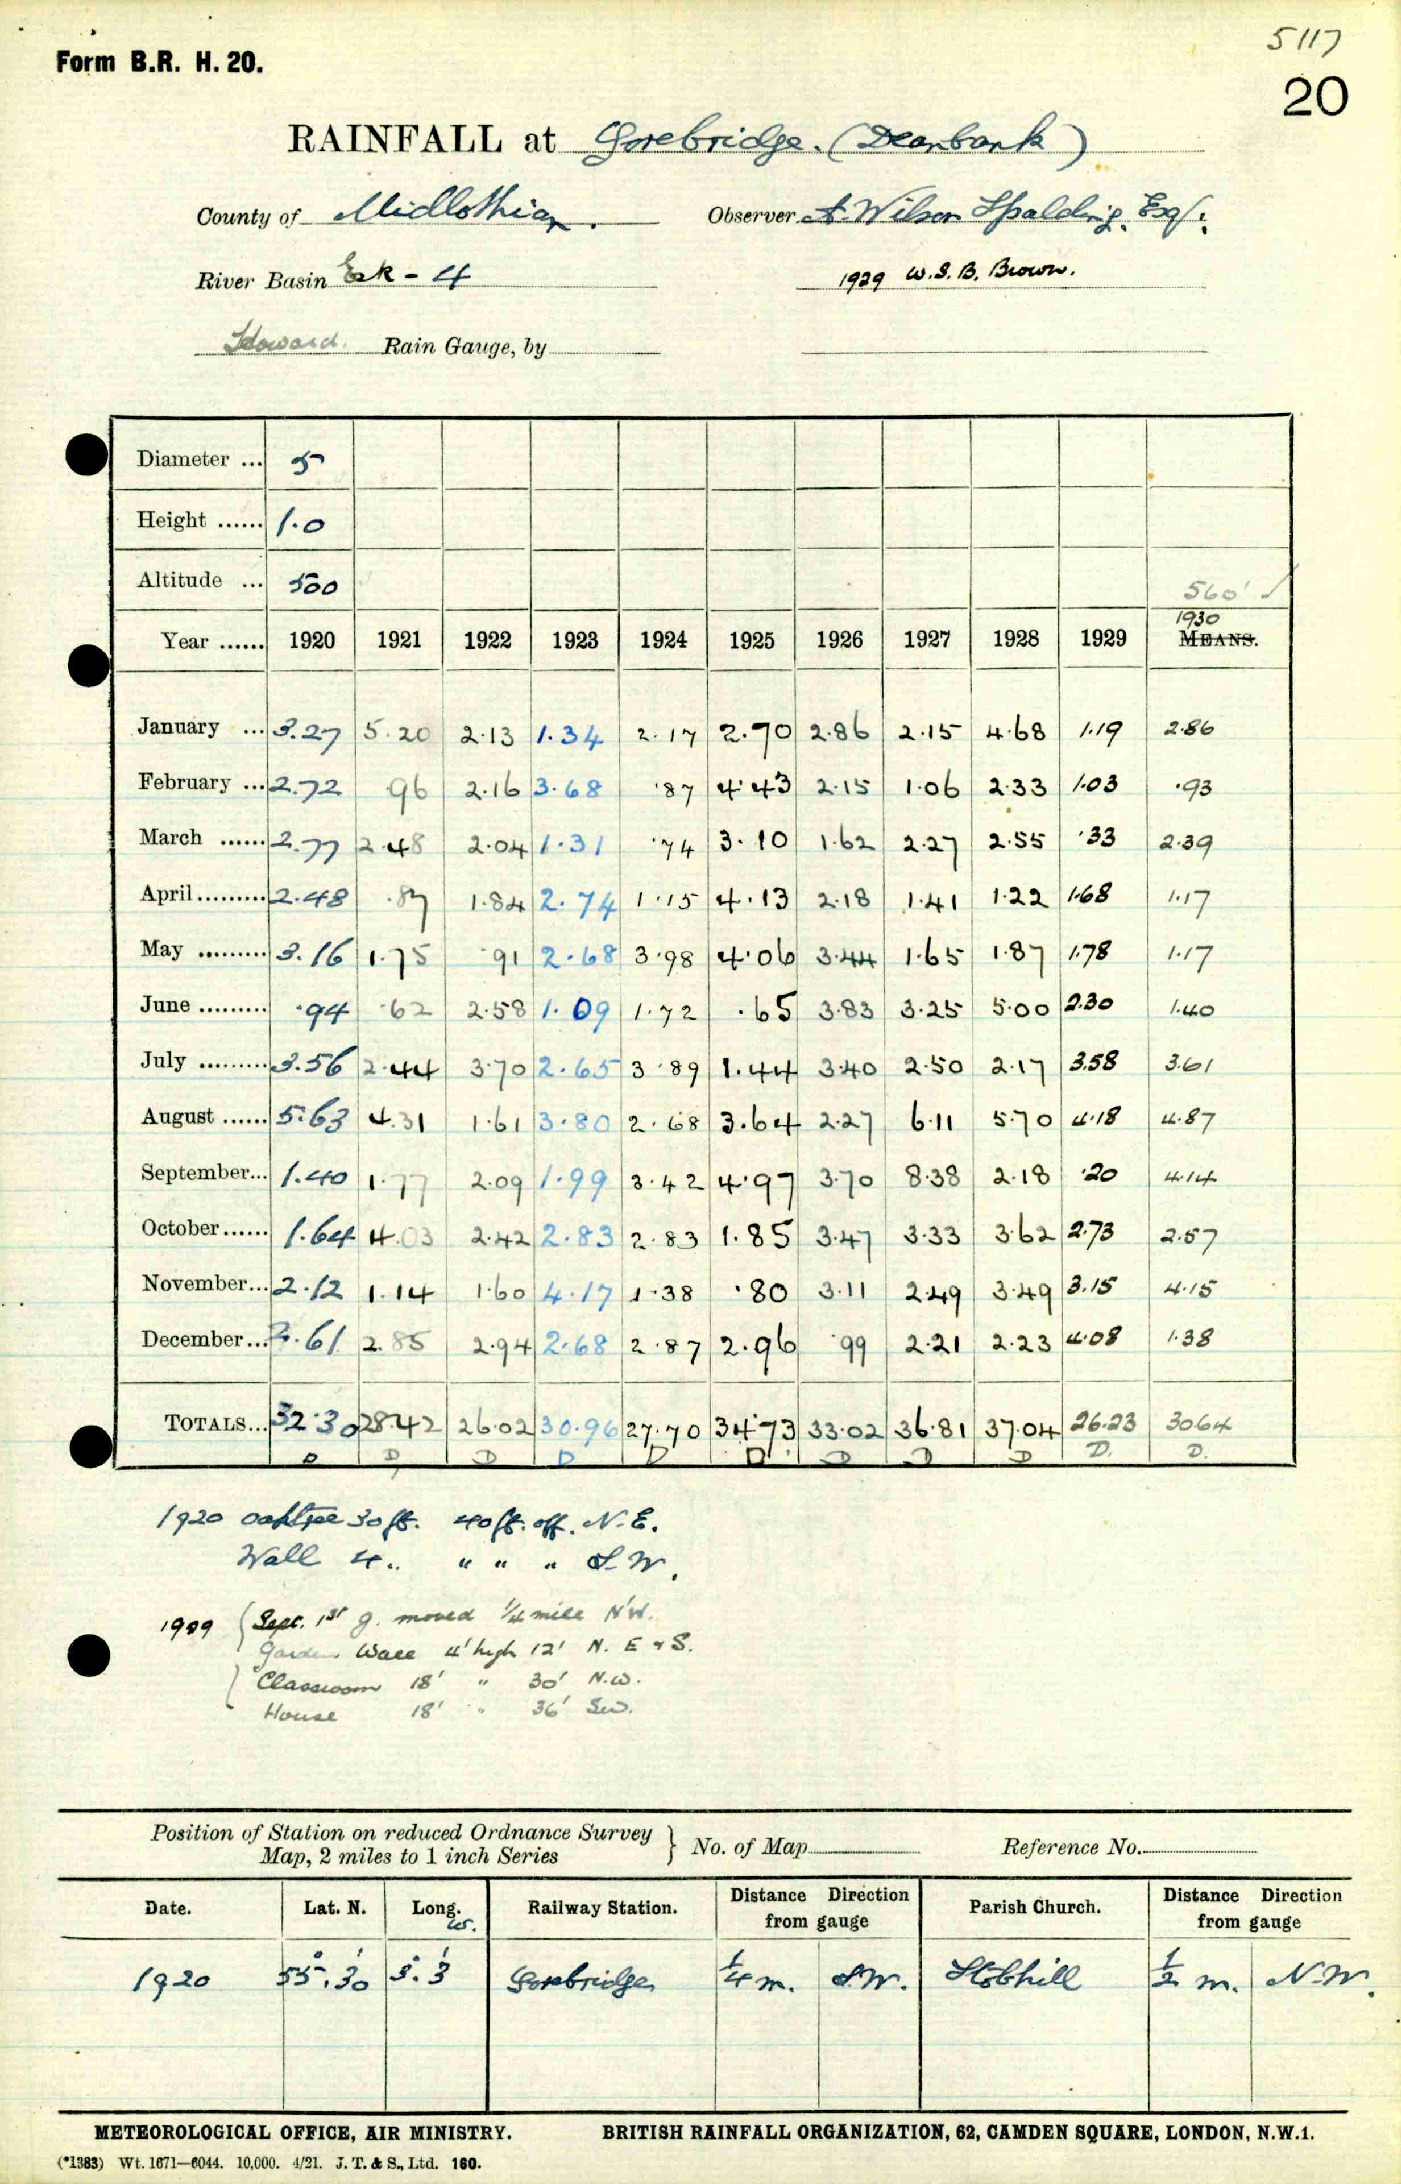 5117
Form B.R. H. 20.
20
RAINFALL at Gorebridge. (Deanbank)
County of Midlothian. Observer A. Wilson Spalding, Esq.
River Basin Esk - 4 1929 W.S.B. Brown.
Howard. Rain Gauge, by
Diameter ... 5
Height ...... 1.0
Altitude ... 500 560' ✓
1930
Year ...... 1920 1921 1922 1923 1924 1925 1926 1927 1928 1929 MEANS.
January ... 3.27 5.20 2.13 1.34 2.17 2.70 2.86 2.15 4.68 1.19 2.86
February ... 2.72 96 2.16 3.68 .87 4.43 2.15 1.06 2.33 1.03 .93
March ...... 2.77 2.48 2.04 1.31 .74 3.10 1.62 2.27 2.55 .33 2.39
April ......... 2.48 .87 1.84 2.74 1.15 4.13 2.18 1.41 1.22 1.68 1.17
May ......... 3.16 1.75 .91 2.68 3.98 4.06 3.44 1.65 1.87 1.78 1.17
June ......... .94 .62 2.58 1.09 1.72 .65 3.83 3.25 5.00 2.30 1.40
July ......... 3.56 2.44 3.70 2.65 3.89 1.44 3.40 2.50 2.17 3.58 3.61
August ...... 5.63 4.31 1.61 3.80 2.68 3.64 2.27 6.11 5.70 4.18 4.87
September... 1.40 1.77 2.09 1.99 3.42 4.97 3.70 8.38 2.18 .20 4.14
October...... 1.64 4.03 2.42 2.83 2.83 1.85 3.47 3.33 3.62 2.73 2.57
November... 2.12 1.14 1.60 4.17 1.38 .80 3.11 2.49 3.49 3.15 4.15
December... 2.61 2.85 2.94 2.68 2.87 2.96 .99 2.21 2.23 4.08 1.38
TOTALS... 32.30 28.42 26.02 30.96 27.70 34.73 33.02 36.81 37.04 26.23 30.64
D D D D D D D D D D. D.
1920 Oak tree 30 ft. 40 ft. off. N.E.
Wall 4 .. " " " S.W.
1929 Sept. 1st g. moved ¼ mile N'W.
Garden Wall 4' high 12' N. E & S.
Classroom 18' " 30' N.W.
House 18' " 36' SW.
Position of Station on reduced Ordnance Survey
Map, 2 miles to 1 inch Series } No. of Map Reference No.
Date. Lat. N. Long. W. Railway Station. Distance Direction from gauge Parish Church. Distance Direction from gauge
1920 55°.30' 3°.3' Gorebridge ¼ m. S.W. Stobhill ½ m. N.W.
METEOROLOGICAL OFFICE, AIR MINISTRY. BRITISH RAINFALL ORGANIZATION, 62, CAMDEN SQUARE, LONDON, N.W.1.
(*1383) Wt. 1671—6044. 10,000. 4/21. J. T. & S., Ltd. 160.